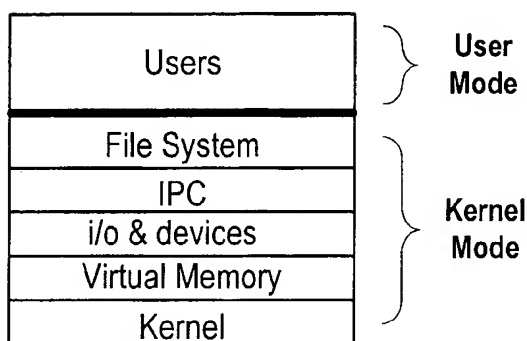 Users
User
Mode
File System
IPC
i/o & devices
Virtual Memory
Kernel
Kernel
Mode